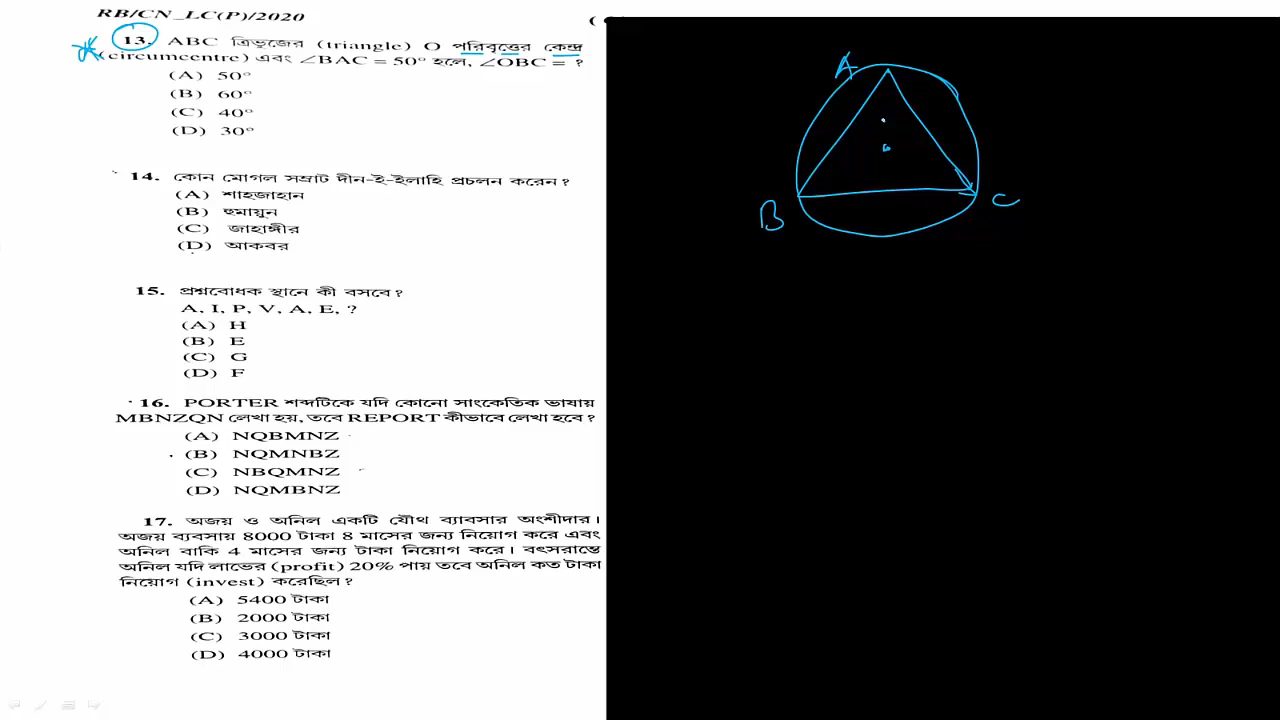 RB/CN_LC(P)/2020
13. ABC ত্রিভুজের (triangle) O পরিবৃত্তের কেন্দ্র
(circumcentre) এবং ∠BAC = 50° হলে, ∠OBC = ?
(A) 50°
(B) 60°
(C) 40°
(D) 30°
14. কোন মোগল সম্রাট দীন-ই-ইলাহি প্রচলন করেন?
(A) শাহজাহান
(B) হুমায়ুন
(C) জাহাঙ্গীর
(D) আকবর
15. প্রশ্নবোধক স্থানে কী বসবে?
A, I, P, V, A, E, ?
(A) H
(B) E
(C) G
(D) F
16. PORTER শব্দটিকে যদি কোনো সাংকেতিক ভাষায়
MBNZQN লেখা হয়, তবে REPORT কীভাবে লেখা হবে?
(A) NQBMNZ
(B) NQMNBZ
(C) NBQMNZ
(D) NQMBNZ
17. অজয় ও অনিল একটি যৌথ ব্যাবসার অংশীদার।
অজয় ব্যবসায় 8000 টাকা 8 মাসের জন্য নিয়োগ করে এবং
অনিল বাকি 4 মাসের জন্য টাকা নিয়োগ করে। বৎসরান্তে
অনিল যদি লাভের (profit) 20% পায় তবে অনিল কত টাকা
নিয়োগ (invest) করেছিল?
(A) 5400 টাকা
(B) 2000 টাকা
(C) 3000 টাকা
(D) 4000 টাকা
A
B
C